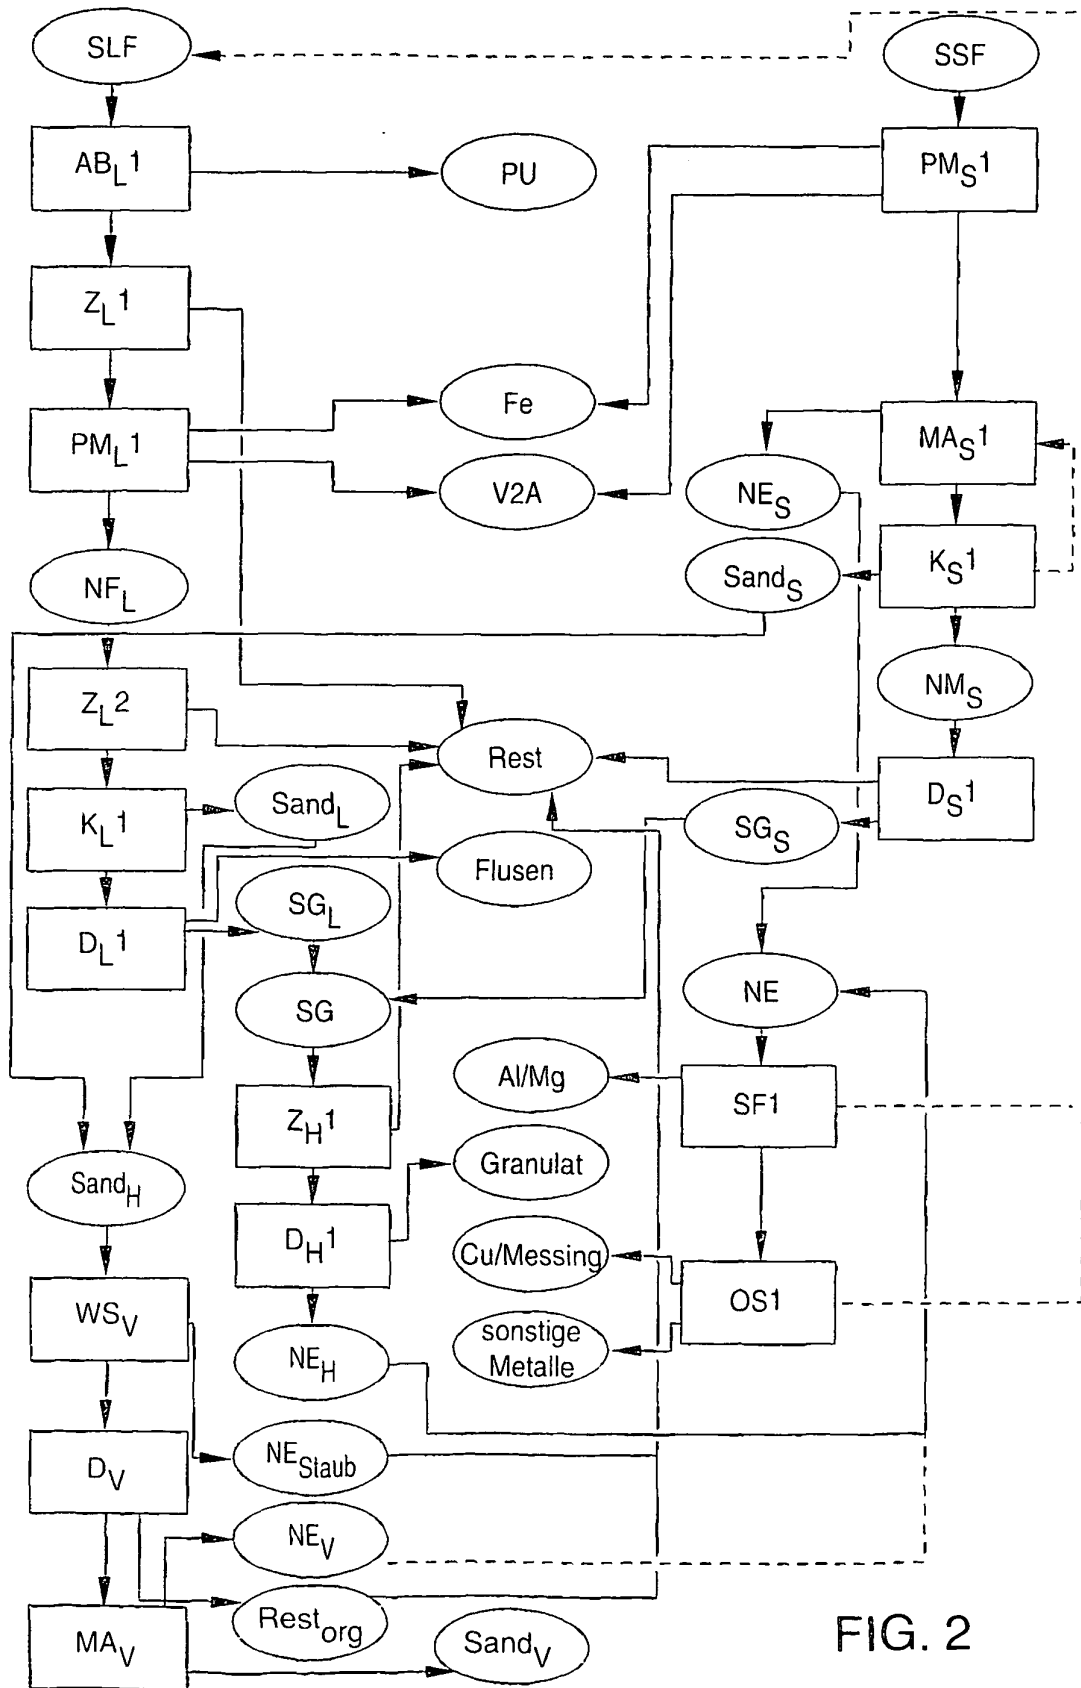 SLF
SSF
AB_L1
PU
PM_S1
Z_L1
Fe
PM_L1
MA_S1
V2A
NE_S
NF_L
Sand_S
K_S1
Z_L2
NM_S
Rest
K_L1
Sand_L
D_S1
SG_S
Flusen
SG_L
D_L1
NE
SG
Al/Mg
SF1
Z_H1
Granulat
Sand_H
D_H1
Cu/Messing
OS1
WS_V
sonstige
Metalle
NE_H
NE_Staub
D_V
NE_V
Rest_org
MA_V
Sand_V
FIG. 2